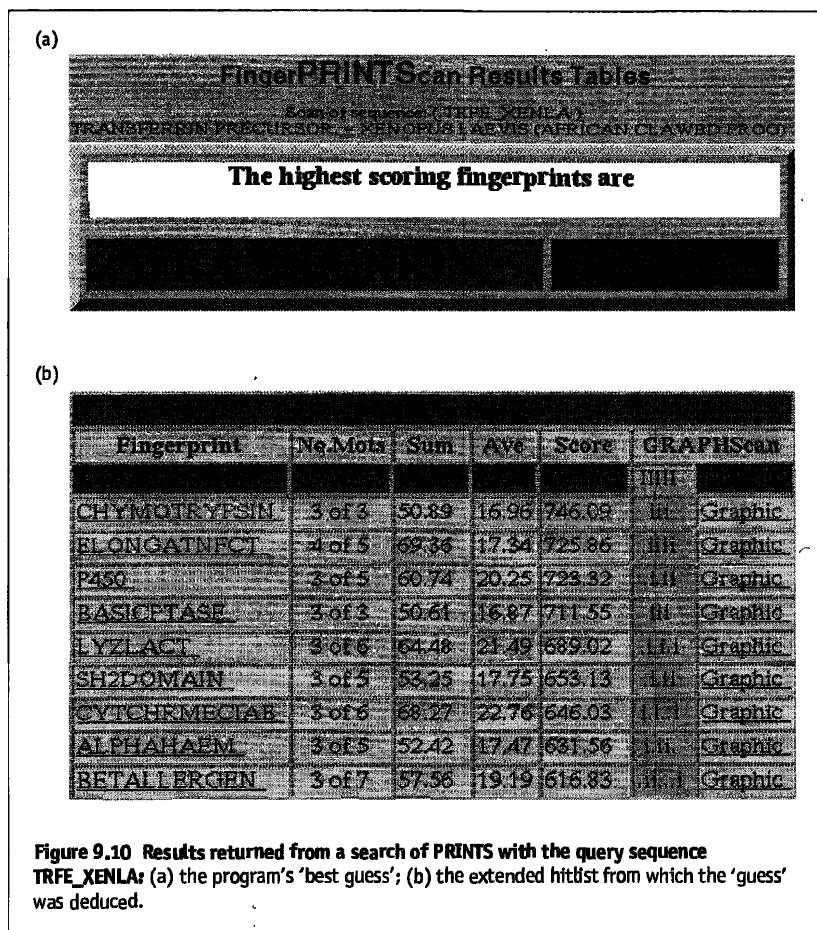 (a)
FingerPRINTScan Results Tables
Scan of sequence: (TRFE_XENLA)
TRANSFERRIN PRECURSOR. - XENOPUS LAEVIS (AFRICAN CLAWED FROG)
The highest scoring fingerprints are
(b)
Fingerprint No.Mots Sum Ave Score GRAPHScan
IIIII
CHYMOTRYPSIN 3 of 3 50.89 16.96 746.09 iii Graphic
ELONGATNFCT 4 of 5 69.36 17.34 725.86 Graphic
P450 3 of 5 60.74 20.25 723.32 Graphic
BASICPTASE 3 of 3 50.61 16.87 711.55 iii Graphic
LYZLACT 3 of 6 64.48 21.49 689.02 Graphic
SH2DOMAIN 3 of 5 53.25 17.75 653.13 Graphic
CYTCHRMECIAB 3 of 6 68.27 22.76 646.03 Graphic
ALPHAHAEM 3 of 5 52.42 17.47 631.56 Graphic
BETALLERGEN 3 of 7 57.56 19.19 616.83 Graphic
Figure 9.10 Results returned from a search of PRINTS with the query sequence
TRFE_XENLA: (a) the program's 'best guess'; (b) the extended hitlist from which the 'guess'
was deduced.